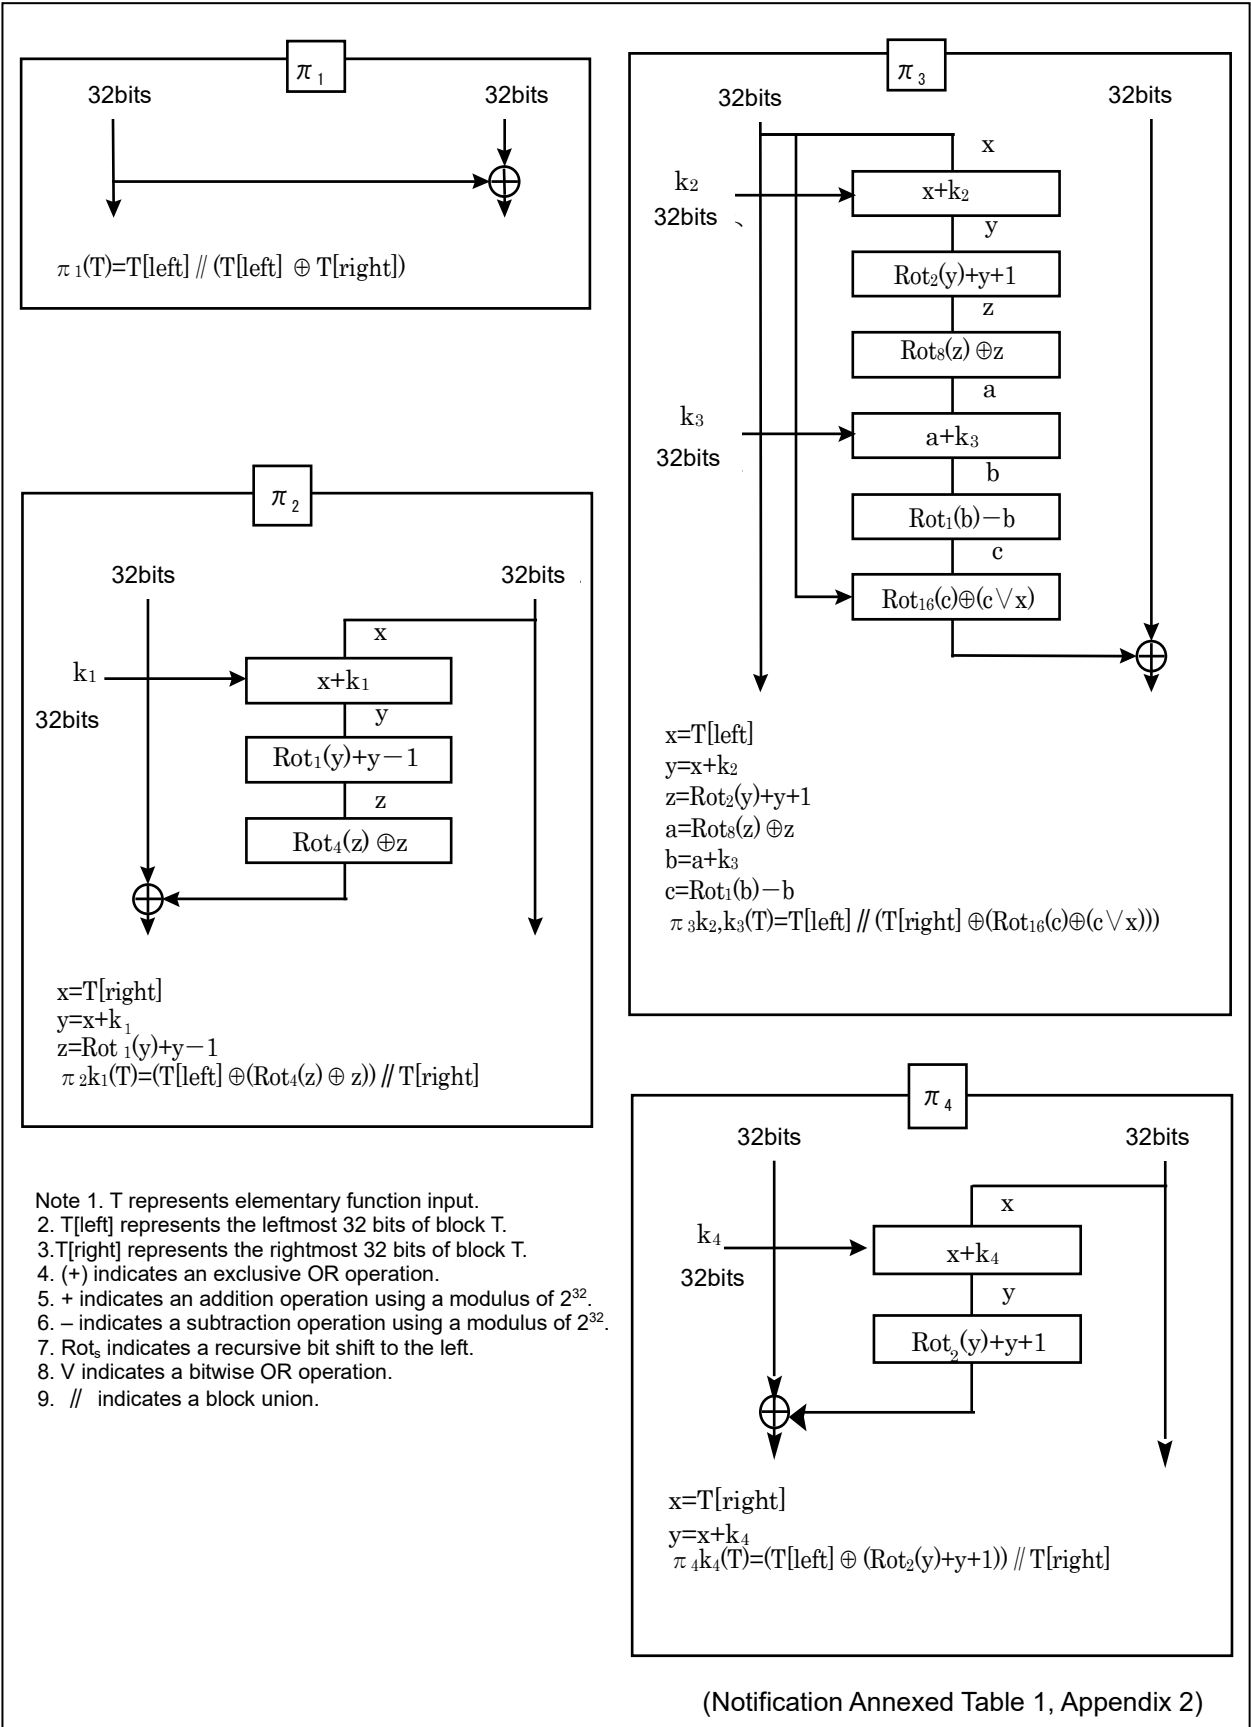 π₁
32bits 32bits
π₁(T)=T[left] // (T[left] ⊕ T[right])
π₂
32bits 32bits
x
k₁
x+k₁
32bits
y
Rot₁(y)+y−1
z
Rot₄(z) ⊕z
x=T[right]
y=x+k₁
z=Rot ₁(y)+y−1
π₂k₁(T)=(T[left] ⊕(Rot₄(z) ⊕ z)) // T[right]
Note 1. T represents elementary function input.
2. T[left] represents the leftmost 32 bits of block T.
3.T[right] represents the rightmost 32 bits of block T.
4. (+) indicates an exclusive OR operation.
5. + indicates an addition operation using a modulus of 2³².
6. – indicates a subtraction operation using a modulus of 2³².
7. Rotₛ indicates a recursive bit shift to the left.
8. V indicates a bitwise OR operation.
9. // indicates a block union.
π₃
32bits 32bits
x
k₂
x+k₂
32bits 、
y
Rot₂(y)+y+1
z
Rot₈(z) ⊕z
a
k₃
a+k₃
32bits
b
Rot₁(b)−b
c
Rot₁₆(c)⊕(c∨x)
x=T[left]
y=x+k₂
z=Rot₂(y)+y+1
a=Rot₈(z) ⊕z
b=a+k₃
c=Rot₁(b)−b
π₃k₂,k₃(T)=T[left] // (T[right] ⊕(Rot₁₆(c)⊕(c∨x)))
π₄
32bits 32bits
x
k₄
x+k₄
32bits
y
Rot₂(y)+y+1
x=T[right]
y=x+k₄
π₄k₄(T)=(T[left] ⊕ (Rot₂(y)+y+1)) // T[right]
(Notification Annexed Table 1, Appendix 2)